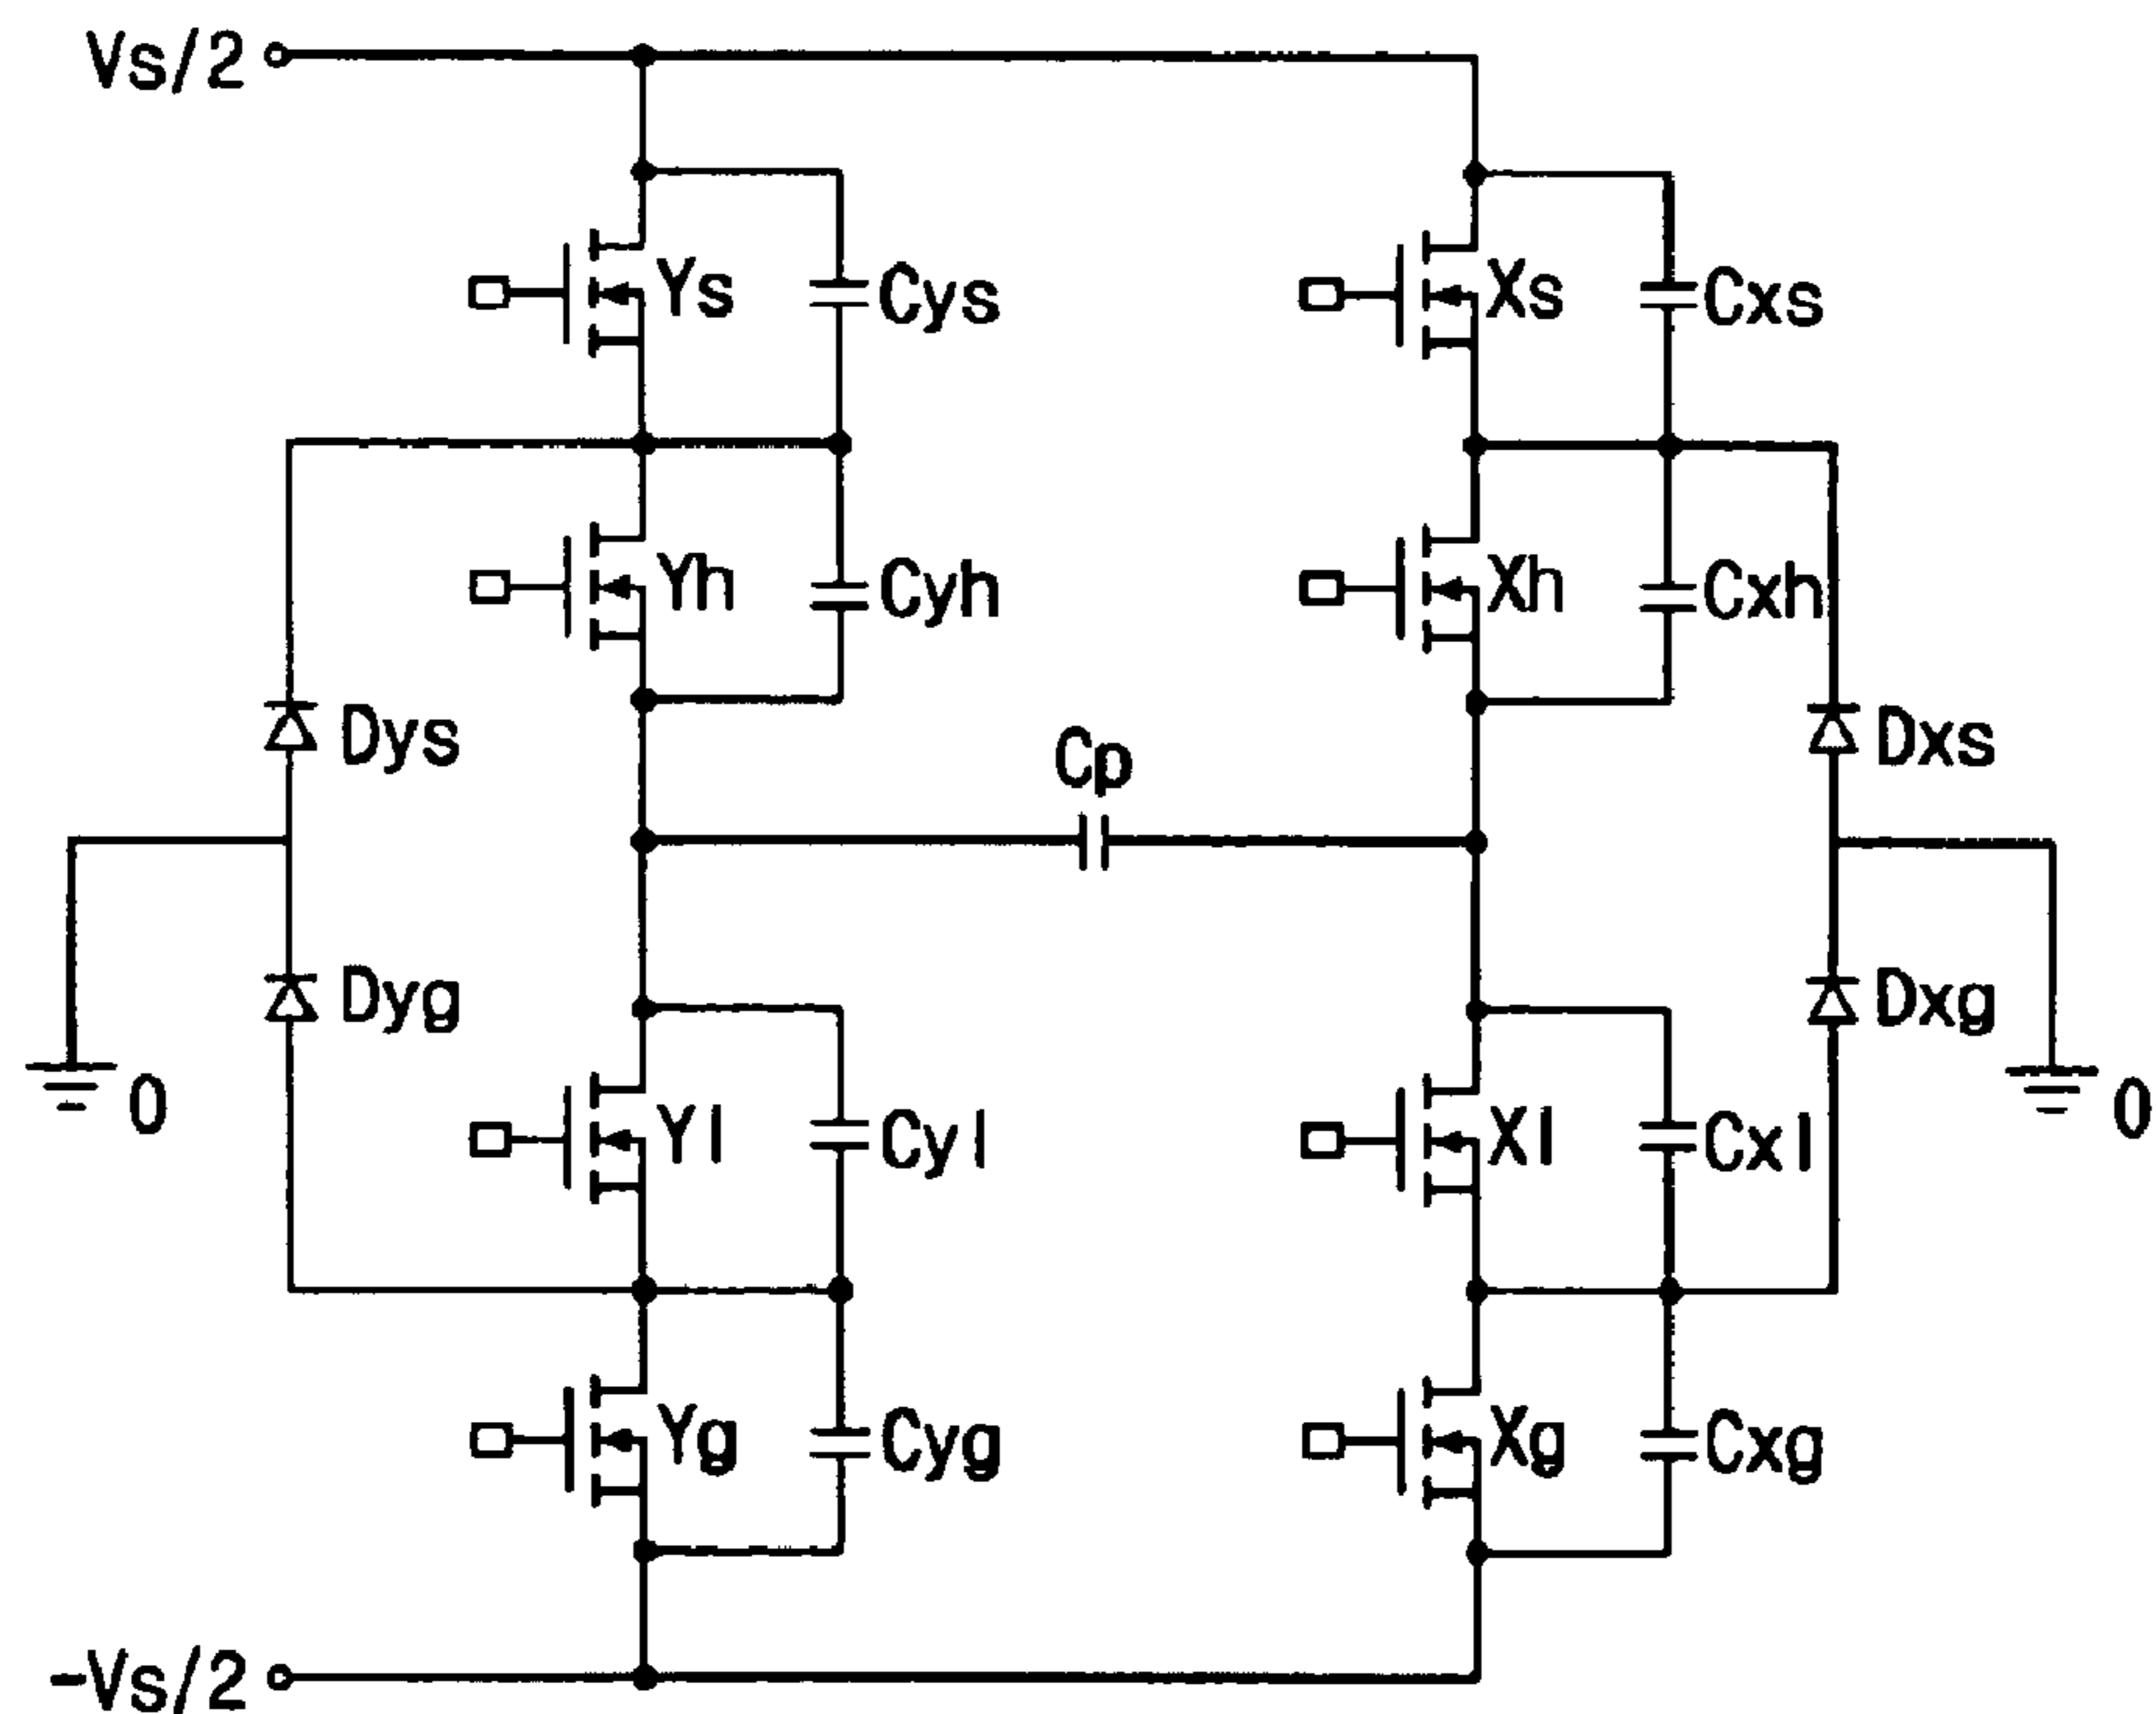 Vs/2
Ys Cys Xs Cxs
Yh Cyh Xh Cxh
Dys Cp Dxs
Dyg Dxg
0 Yl Cyl Xl Cxl 0
Yg Cyg Xg Cxg
-Vs/2